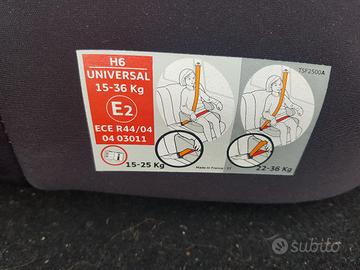 H6
UNIVERSAL
15-36 Kg
E2
ECE R44/04
04 03011
15-25 Kg
TSF2500A
Made in France
22-36 Kg
subito